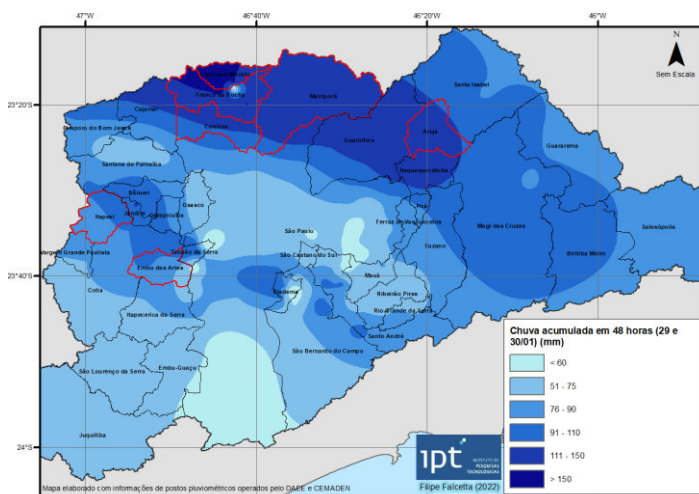 47°W
46°40'W
46°20'W
46°W
N
Sem Escala
23°20'S
23°40'S
24°S
Franco da Rocha
Mairiporã
Cajamar
Caieiras
Santa Isabel
Pirapora do Bom Jesus
Guarulhos
Arujá
Santana de Parnaíba
Itaquaquecetuba
Guararema
Barueri
Osasco
Itapevi
Jandira
Carapicuíba
Poá
São Paulo
Ferraz de Vasconcelos
Mogi das Cruzes
Salesópolis
Vargem Grande Paulista
Taboão da Serra
São Caetano do Sul
Suzano
Biritiba Mirim
Embu das Artes
Mauá
Cotia
Diadema
Ribeirão Pires
Itapecerica da Serra
Rio Grande da Serra
Santo André
São Bernardo do Campo
São Lourenço da Serra
Embu-Guaçu
Juquitiba
Chuva acumulada em 48 horas (29 e
30/01) (mm)
< 60
51 - 75
76 - 90
91 - 110
111 - 150
> 150
ipt
INSTITUTO DE
PESQUISAS
TECNOLÓGICAS
Mapa elaborado com informações de postos pluviométricos operados pelo DAEE e CEMADEN
Filipe Falcetta (2022)